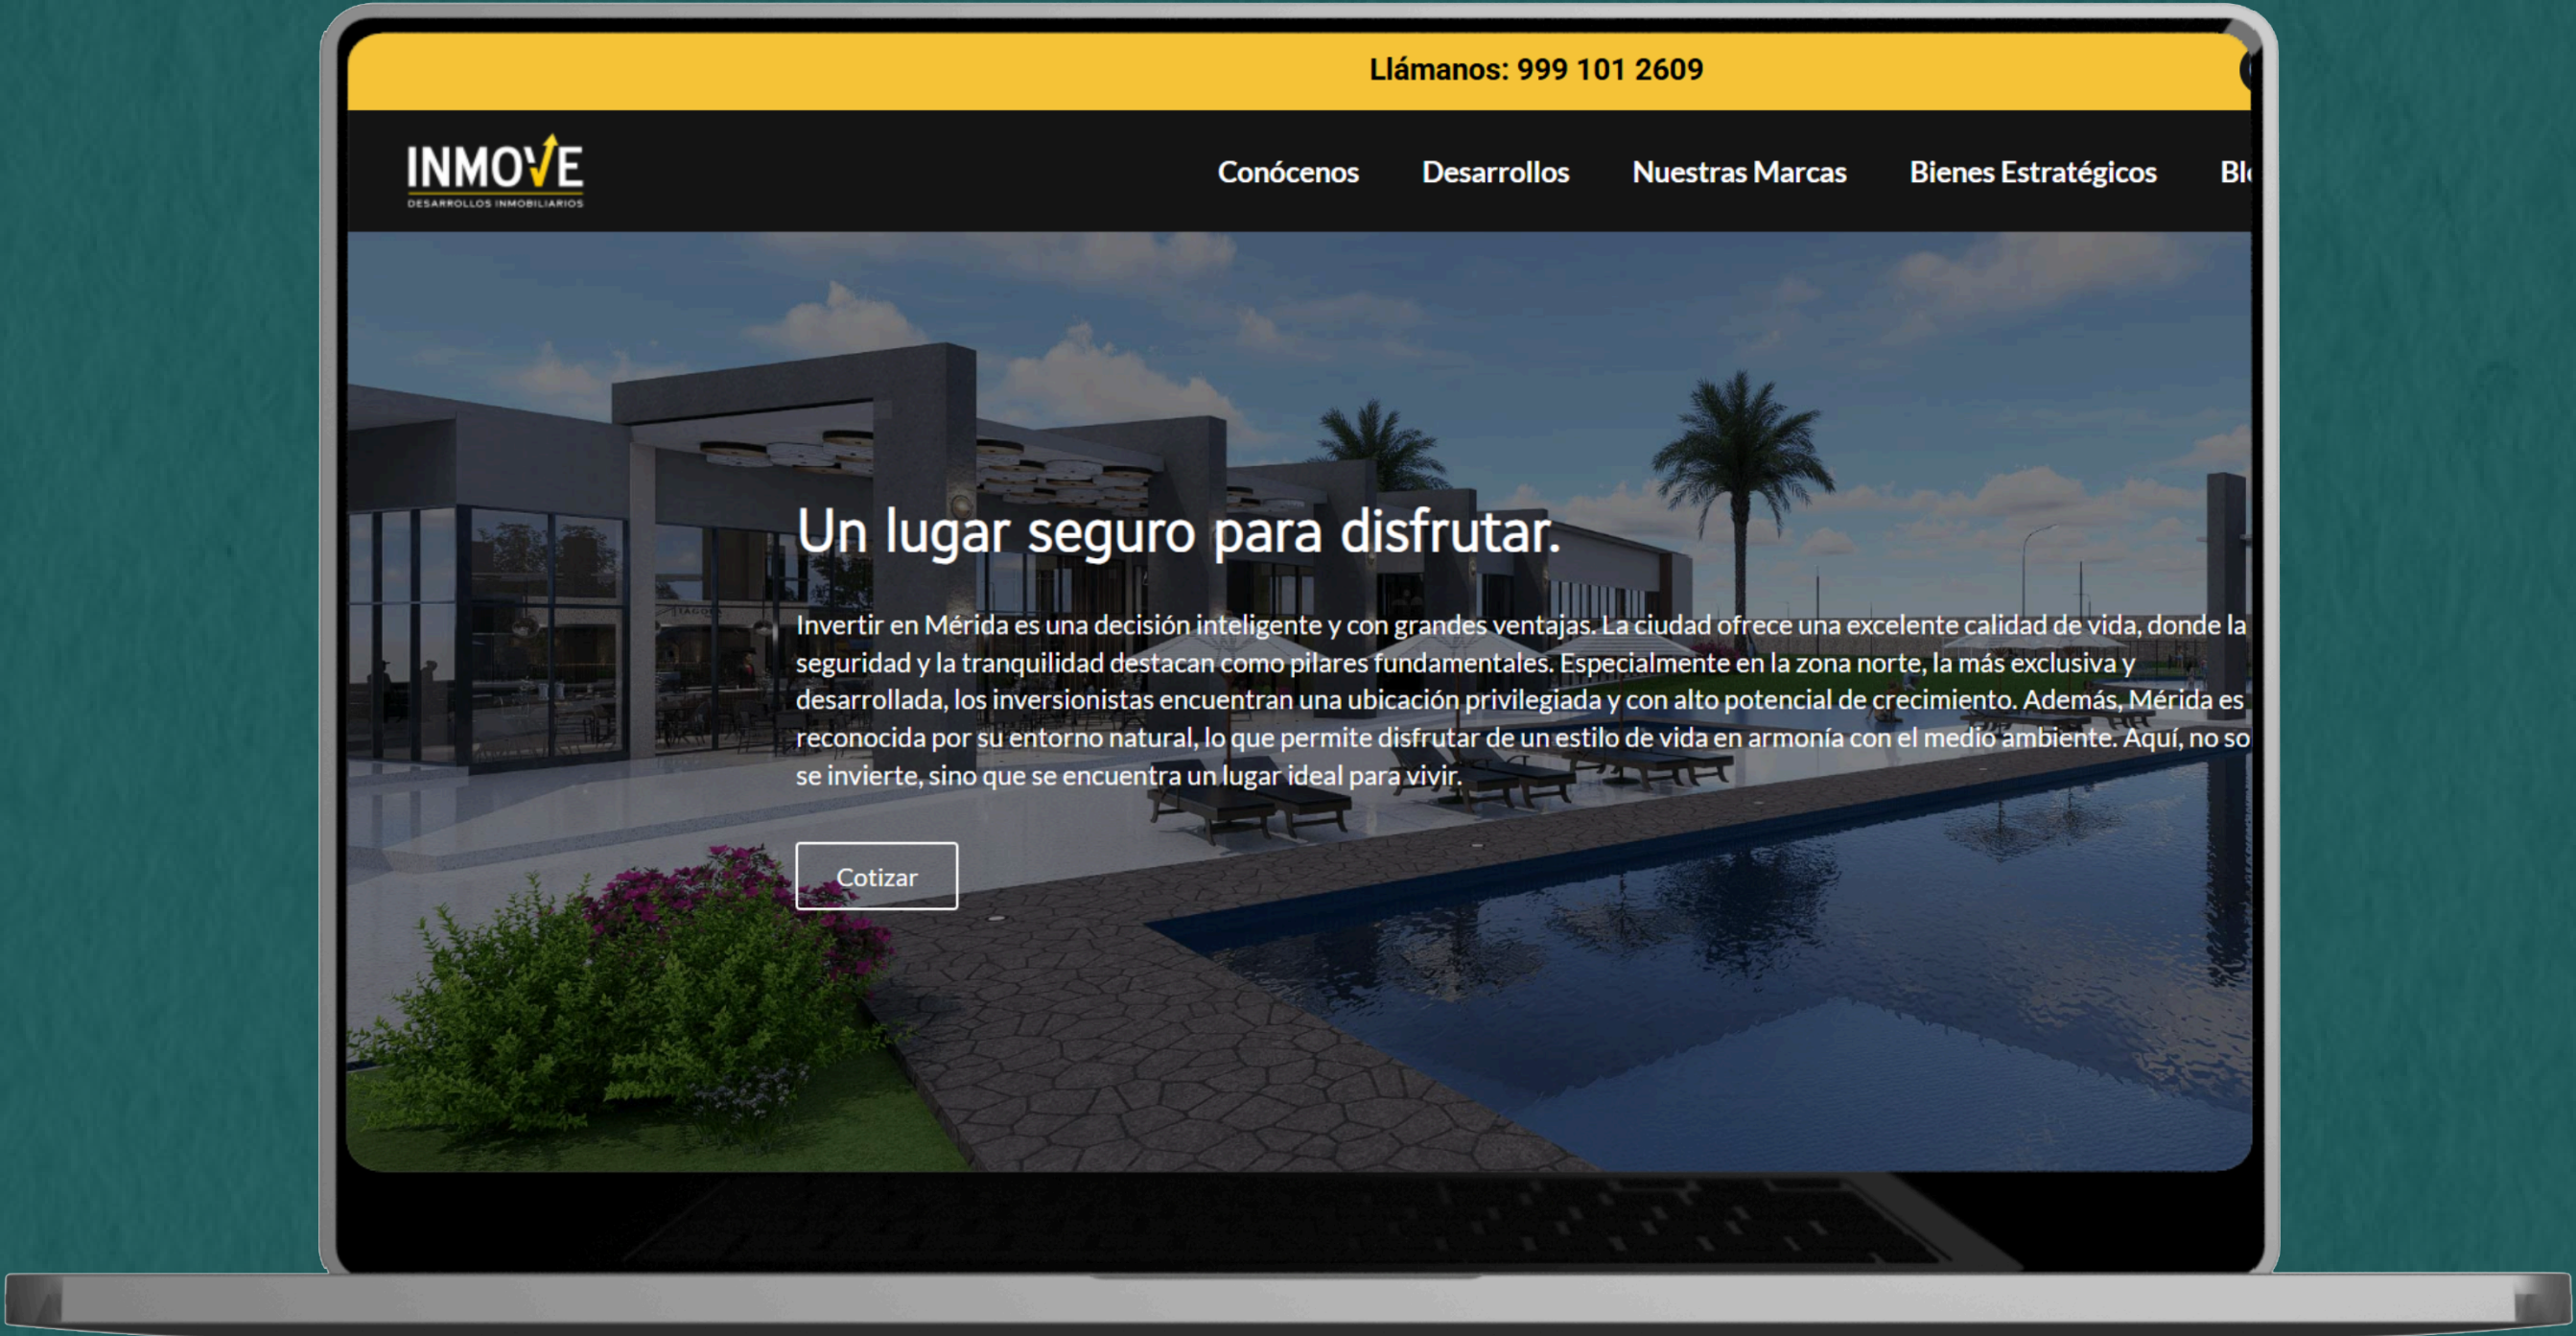 Llámanos: 999 101 2609
INMOVE
DESARROLLOS INMOBILIARIOS
Conócenos Desarrollos Nuestras Marcas Bienes Estratégicos
Un lugar seguro para disfrutar.
Invertir en Mérida es una decisión inteligente y con grandes ventajas. La ciudad ofrece una excelente calidad de vida, donde la
seguridad y la tranquilidad destacan como pilares fundamentales. Especialmente en la zona norte, la más exclusiva y
desarrollada, los inversionistas encuentran una ubicación privilegiada y con alto potencial de crecimiento. Además, Mérida es
reconocida por su entorno natural, lo que permite disfrutar de un estilo de vida en armonía con el medio ambiente. Aquí, no so
se invierte, sino que se encuentra un lugar ideal para vivir.
Cotizar